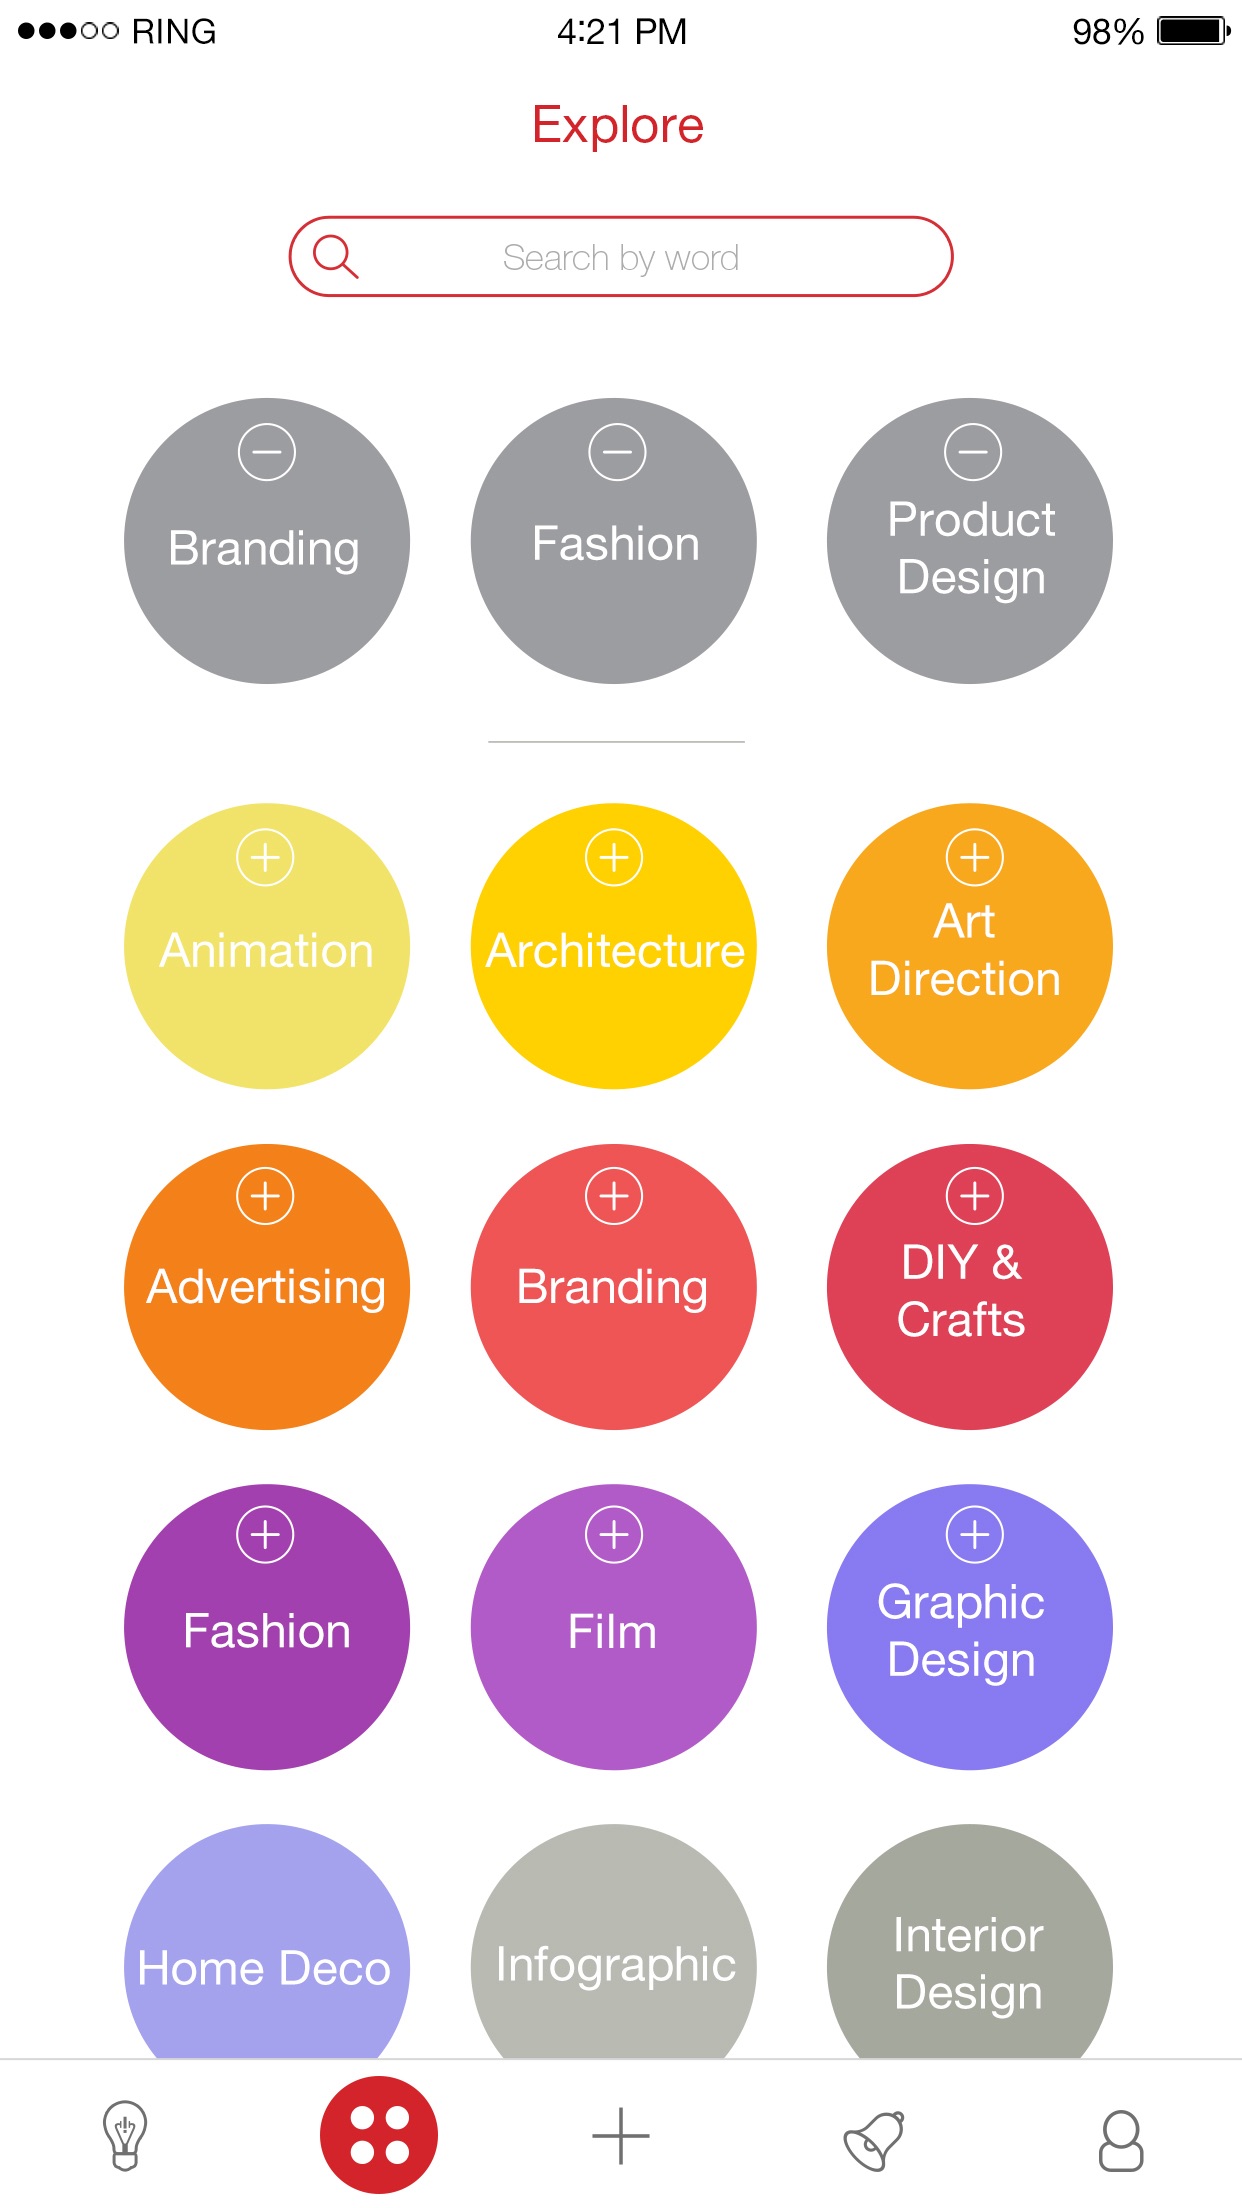 RING 4:21 PM 98%
Explore
Search by word
Branding Fashion Product
Design
Animation Architecture Art
Direction
Advertising Branding DIY &
Crafts
Fashion Film Graphic
Design
Home Deco Infographic Interior
Design